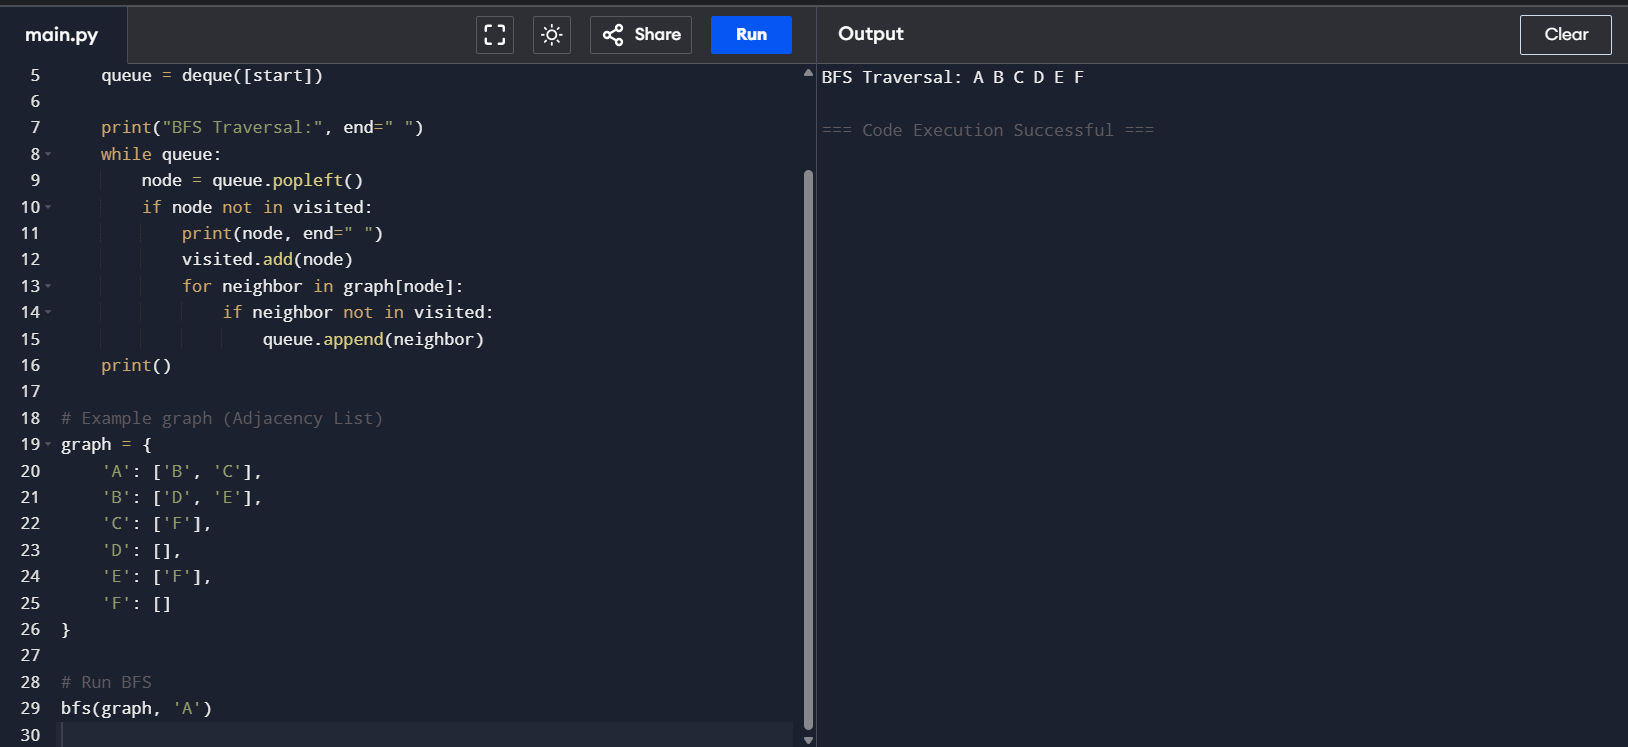 main.py
Share
Run
Output
Clear
5    queue = deque([start])
6
7    print("BFS Traversal:", end=" ")
8    while queue:
9        node = queue.popleft()
10        if node not in visited:
11            print(node, end=" ")
12            visited.add(node)
13            for neighbor in graph[node]:
14                if neighbor not in visited:
15                    queue.append(neighbor)
16    print()
17
18 # Example graph (Adjacency List)
19 graph = {
20    'A': ['B', 'C'],
21    'B': ['D', 'E'],
22    'C': ['F'],
23    'D': [],
24    'E': ['F'],
25    'F': []
26 }
27
28 # Run BFS
29 bfs(graph, 'A')
30
BFS Traversal: A B C D E F
=== Code Execution Successful ===